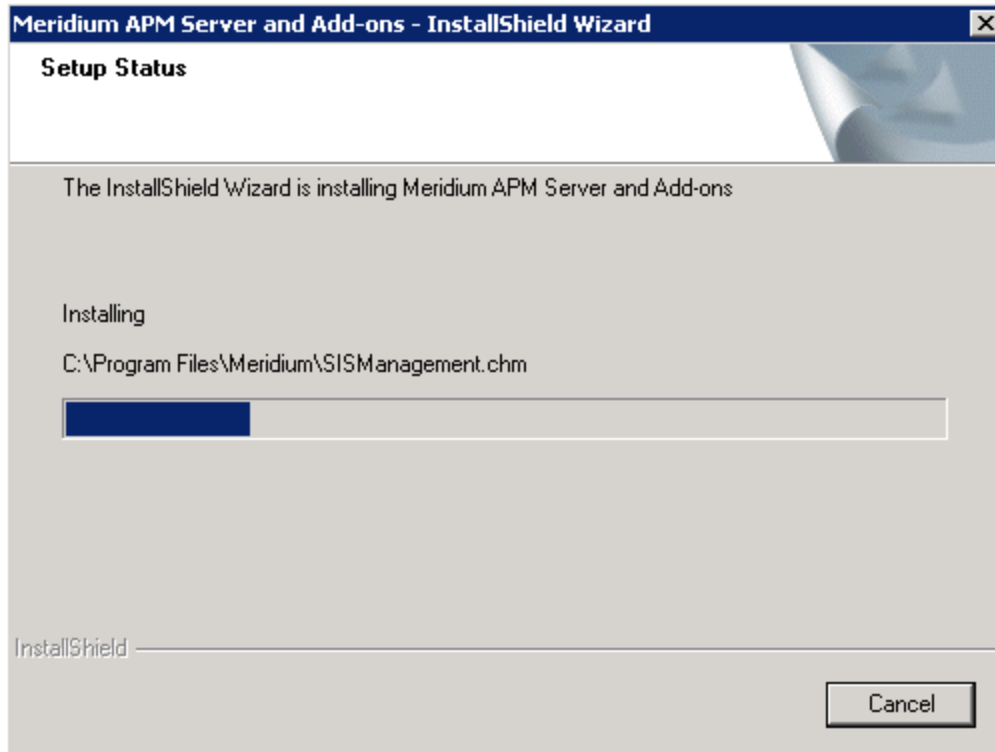 Meridium APM Server and Add-ons - InstallShield Wizard
Setup Status
The InstallShield Wizard is installing Meridium APM Server and Add-ons
Installing
C:\Program Files\Meridium\SISManagement.chm
InstallShield
Cancel